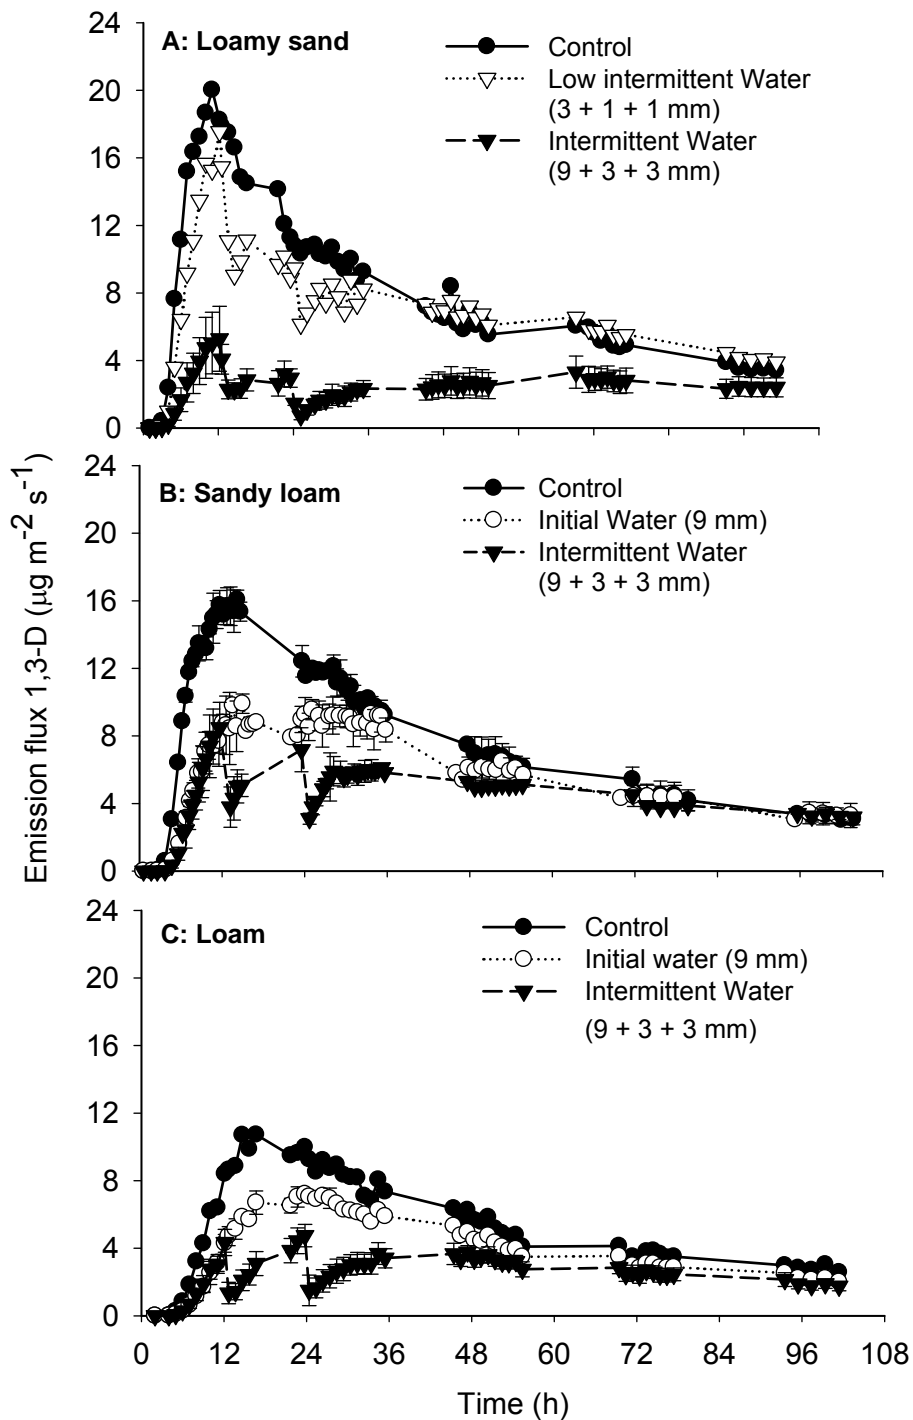 24
20
16
12
8
4
0
A: Loamy sand
Control
Low intermittent Water
(3 + 1 + 1 mm)
Intermittent Water
(9 + 3 + 3 mm)
Emission flux 1,3-D (μg m⁻² s⁻¹)
24
20
16
12
8
4
0
B: Sandy loam
Control
Initial Water (9 mm)
Intermittent Water
(9 + 3 + 3 mm)
24
20
16
12
8
4
0
C: Loam
Control
Initial water (9 mm)
Intermittent Water
(9 + 3 + 3 mm)
0 12 24 36 48 60 72 84 96 108
Time (h)